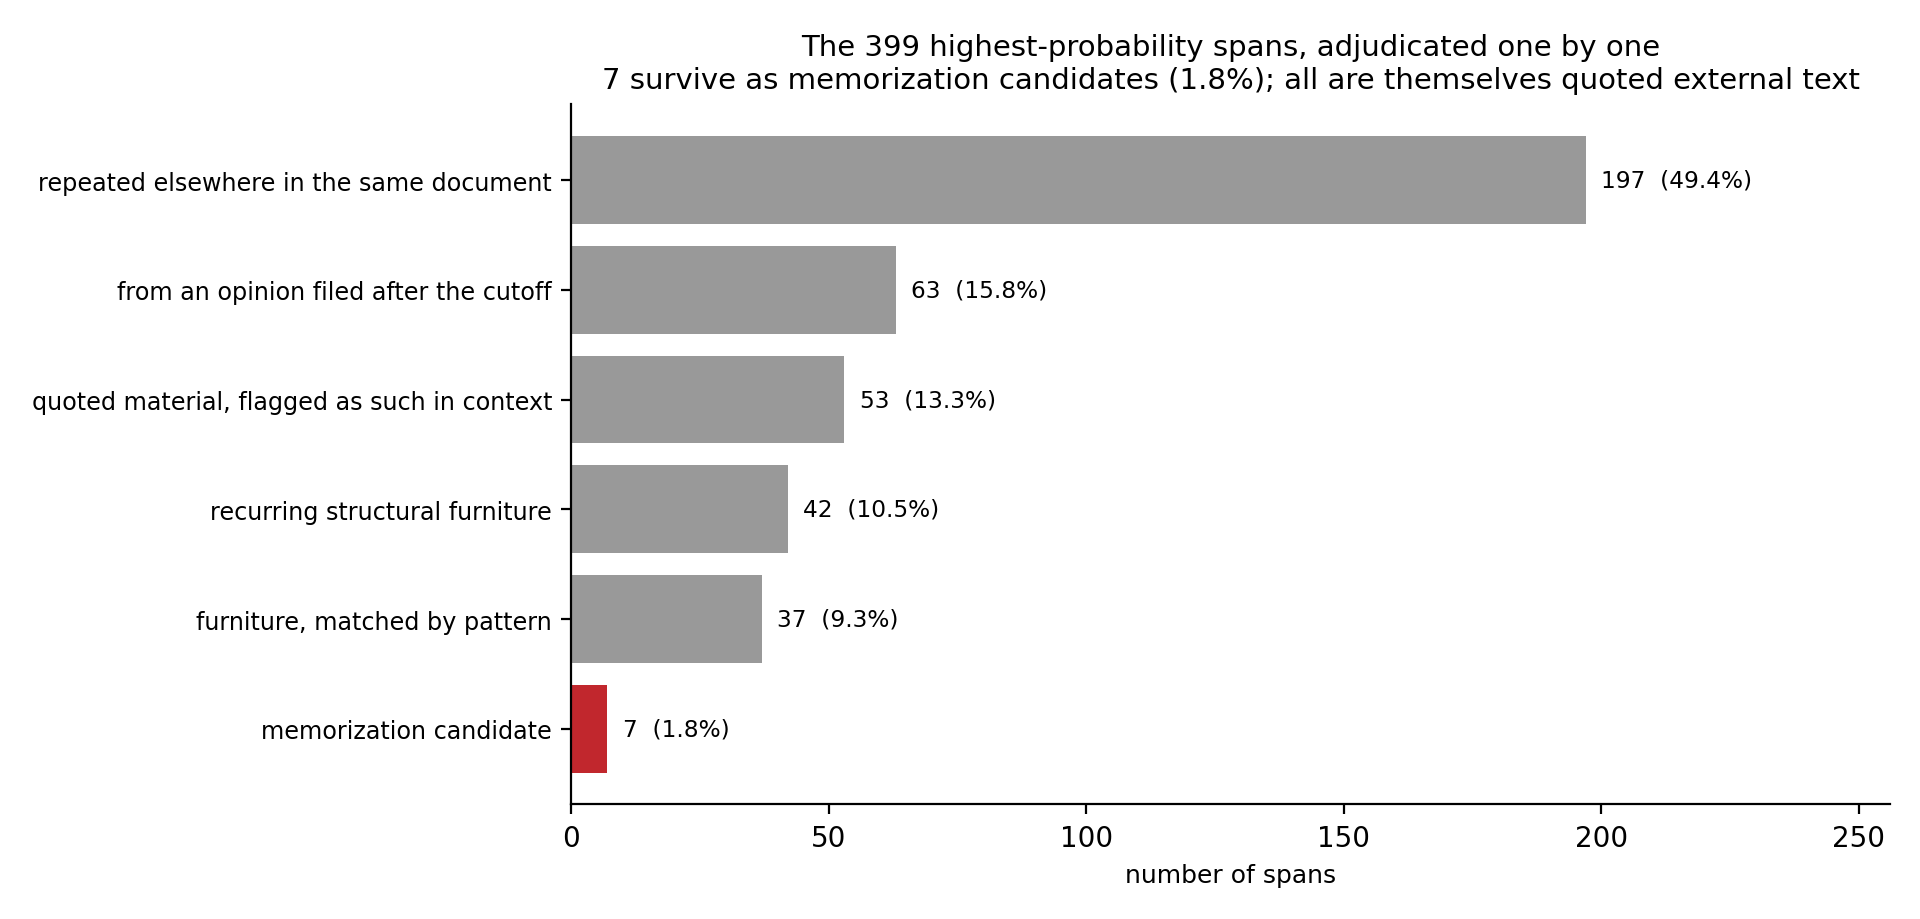 The 399 highest-probability spans, adjudicated one by one
7 survive as memorization candidates (1.8%); all are themselves quoted external text
repeated elsewhere in the same document
197 (49.4%)
from an opinion filed after the cutoff
63 (15.8%)
quoted material, flagged as such in context
53 (13.3%)
recurring structural furniture
42 (10.5%)
furniture, matched by pattern
37 (9.3%)
memorization candidate
7 (1.8%)
0 50 100 150 200 250
number of spans